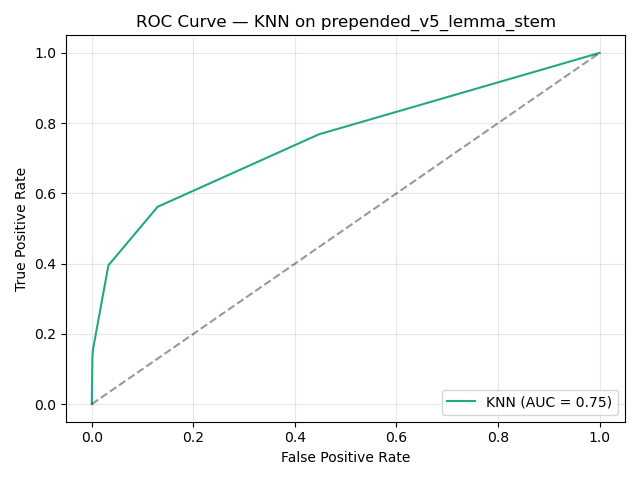 ROC Curve — KNN on prepended_v5_lemma_stem
True Positive Rate
1.0
0.8
0.6
0.4
0.2
0.0
KNN (AUC = 0.75)
0.0 0.2 0.4 0.6 0.8 1.0
False Positive Rate